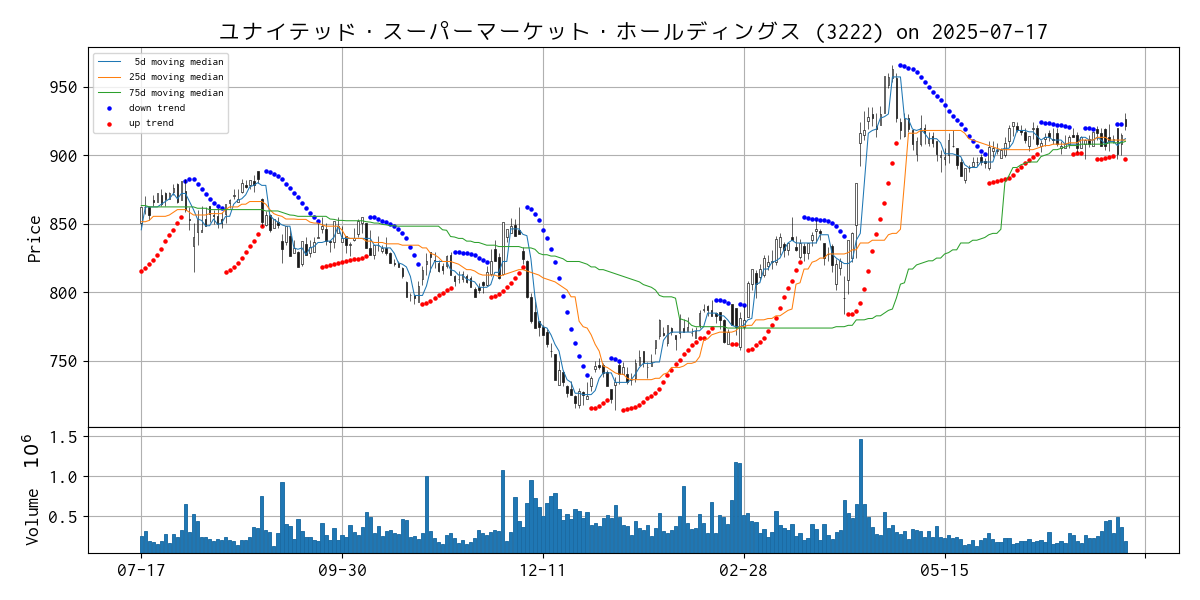 ユナイテッド・スーパーマーケット・ホールディングス (3222) on 2025-07-17
5d moving median
25d moving median
75d moving median
down trend
up trend
950
900
850
800
750
Price
1.5
1.0
0.5
Volume 10^6
07-17
09-30
12-11
02-28
05-15